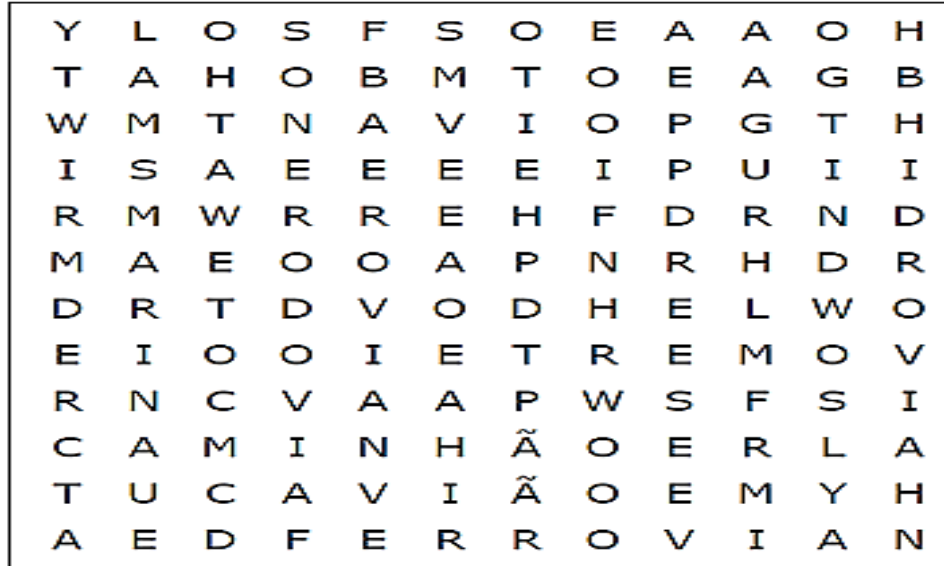 Y L O S F S O E A A O H
T A H O B M T O E A G B
W M T N A V I O P G T H
I S A E E E E I P U I I
R M W R R E H F D R N D
M A E O O A P N R H D R
D R T D V O D H E L W O
E I O O I E T R E M O V
R N C V A A P W S F S I
C A M I N H Ã O E R L A
T U C A V I Ã O E M Y H
A E D F E R R O V I A N